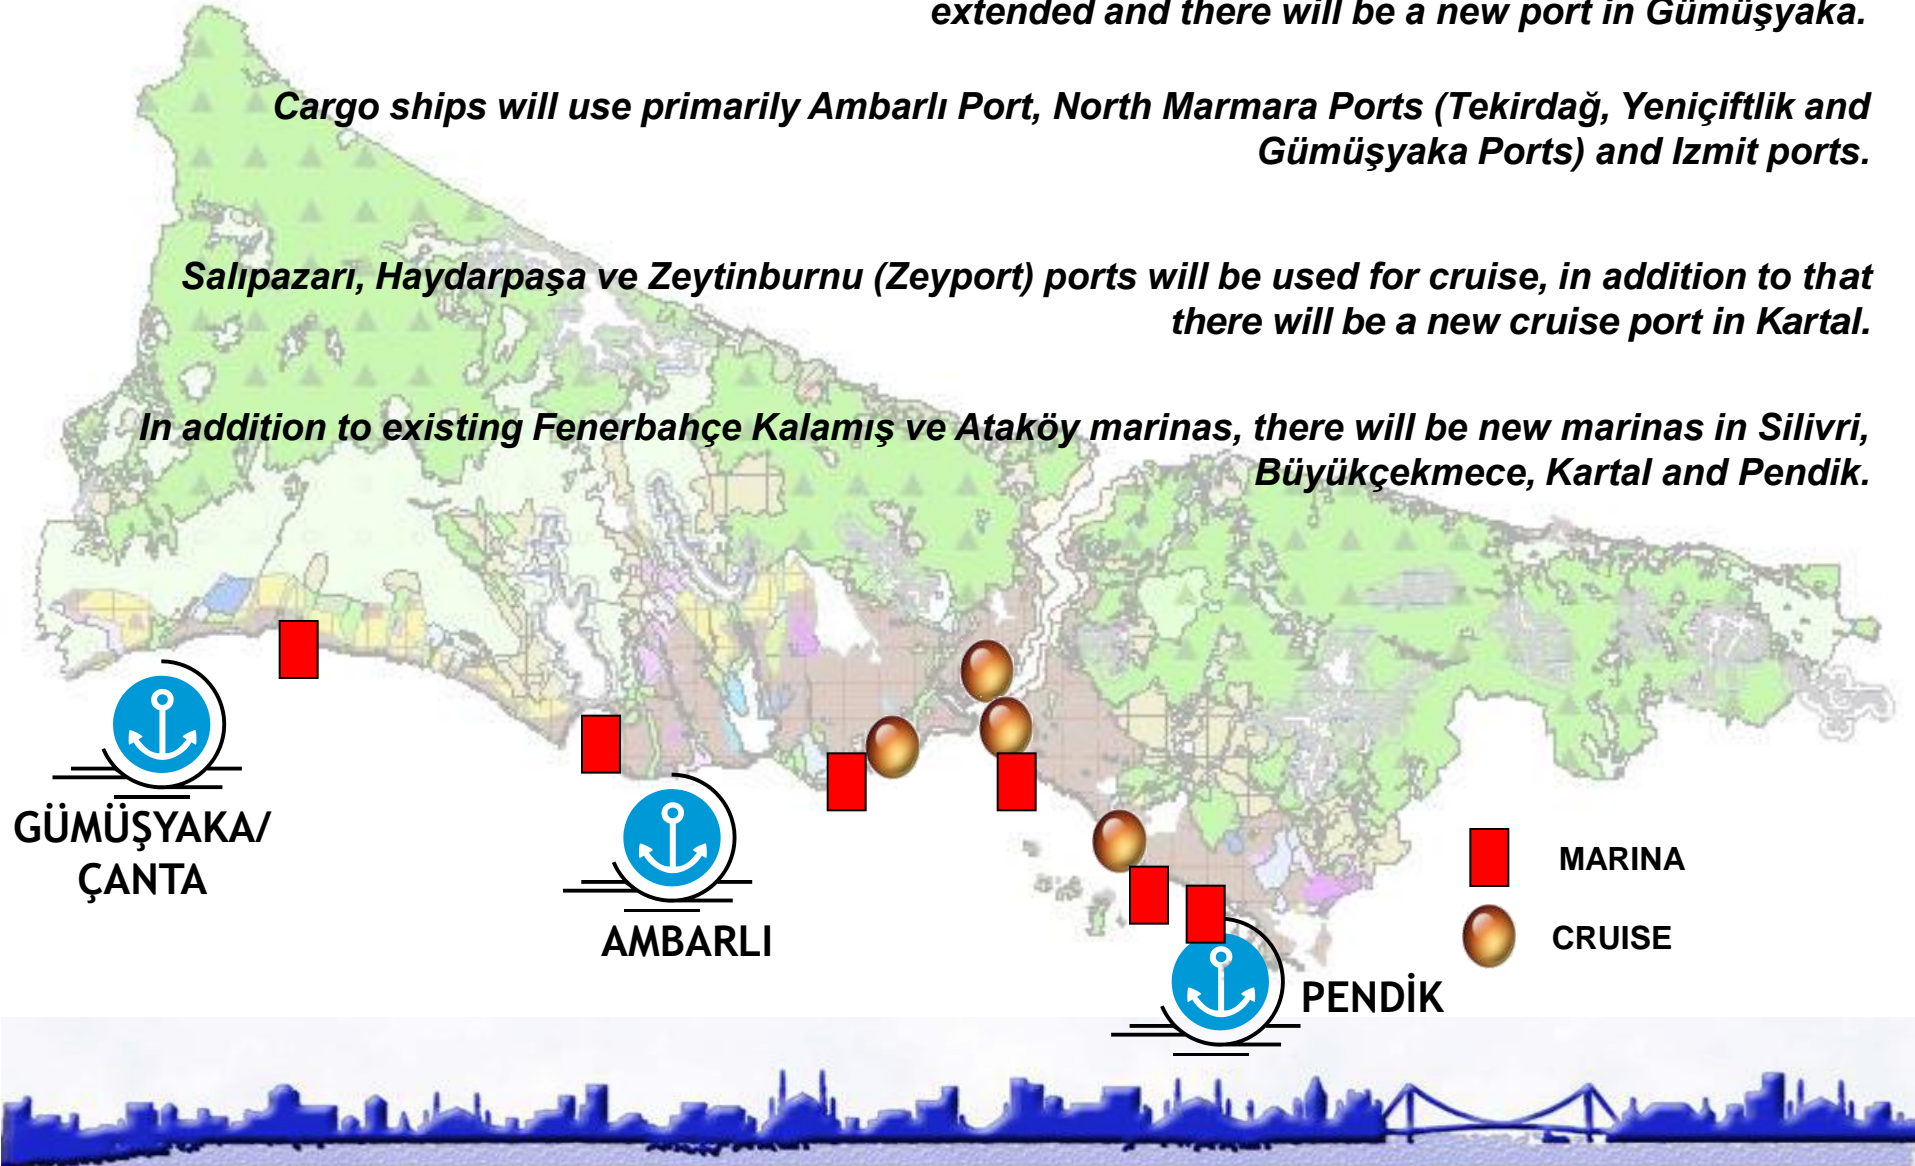 extended and there will be a new port in Gümüşyaka.
Cargo ships will use primarily Ambarlı Port, North Marmara Ports (Tekirdağ, Yeniçiftlik and
Gümüşyaka Ports) and Izmit ports.
Salıpazarı, Haydarpaşa ve Zeytinburnu (Zeyport) ports will be used for cruise, in addition to that
there will be a new cruise port in Kartal.
In addition to existing Fenerbahçe Kalamış ve Ataköy marinas, there will be new marinas in Silivri,
Büyükçekmece, Kartal and Pendik.
GÜMÜŞYAKA/
ÇANTA
AMBARLI
PENDİK
MARINA
CRUISE